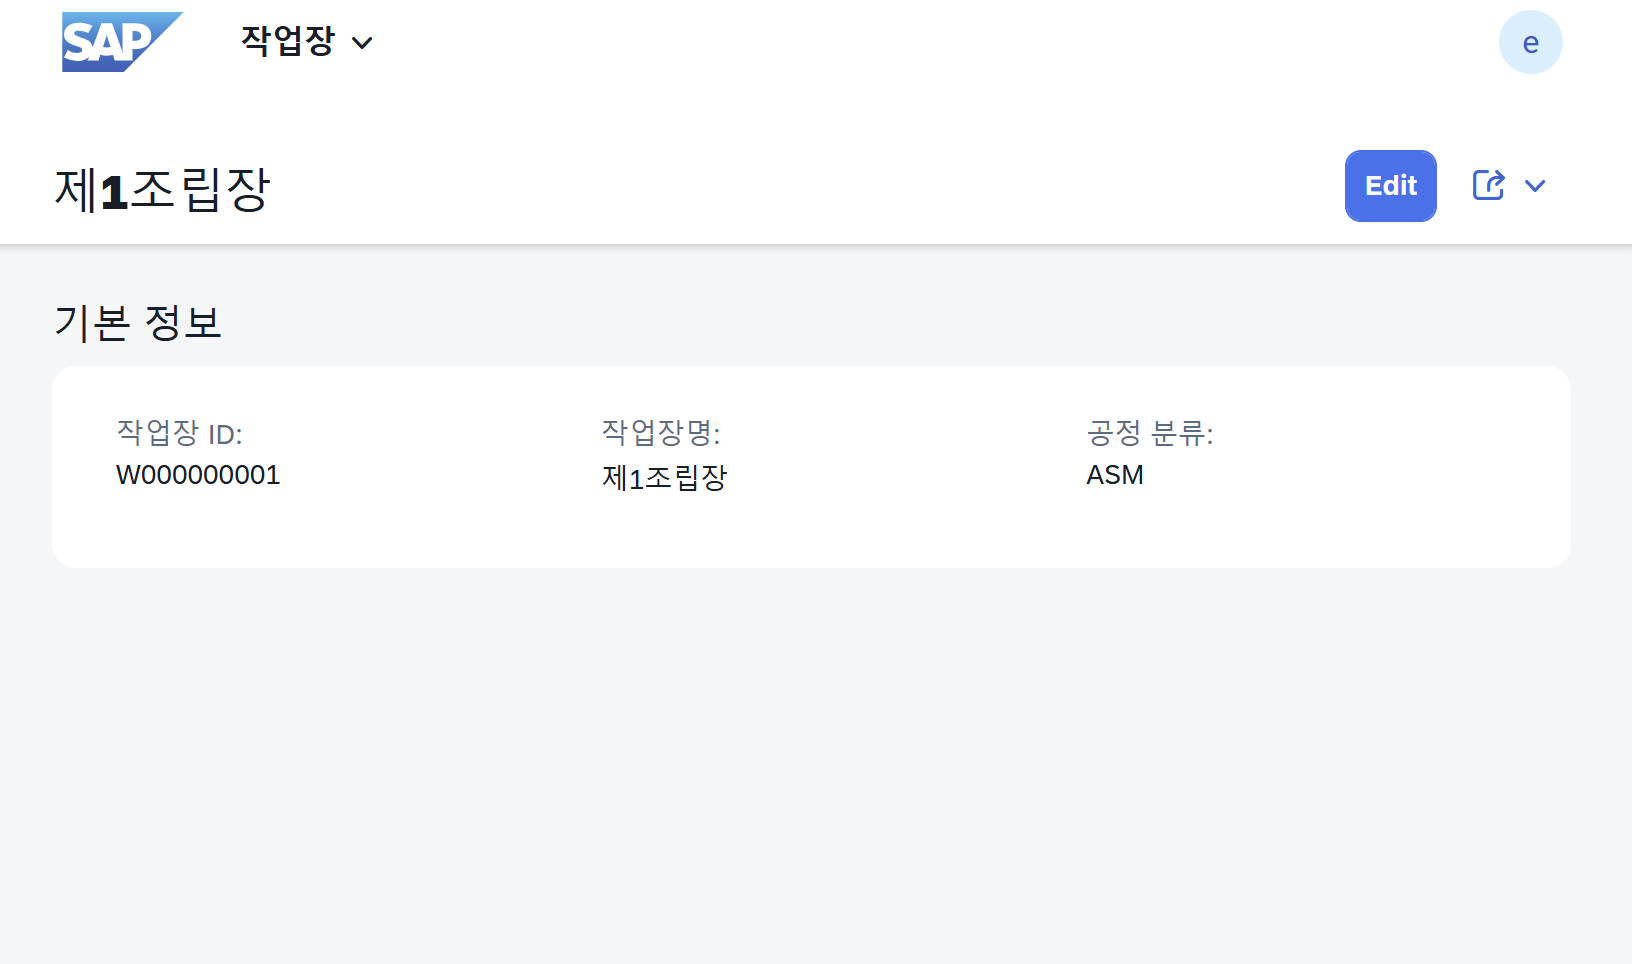 SAP 작업장 e
제1조립장 Edit
기본 정보
작업장 ID: 작업장명: 공정 분류:
W000000001 제1조립장 ASM